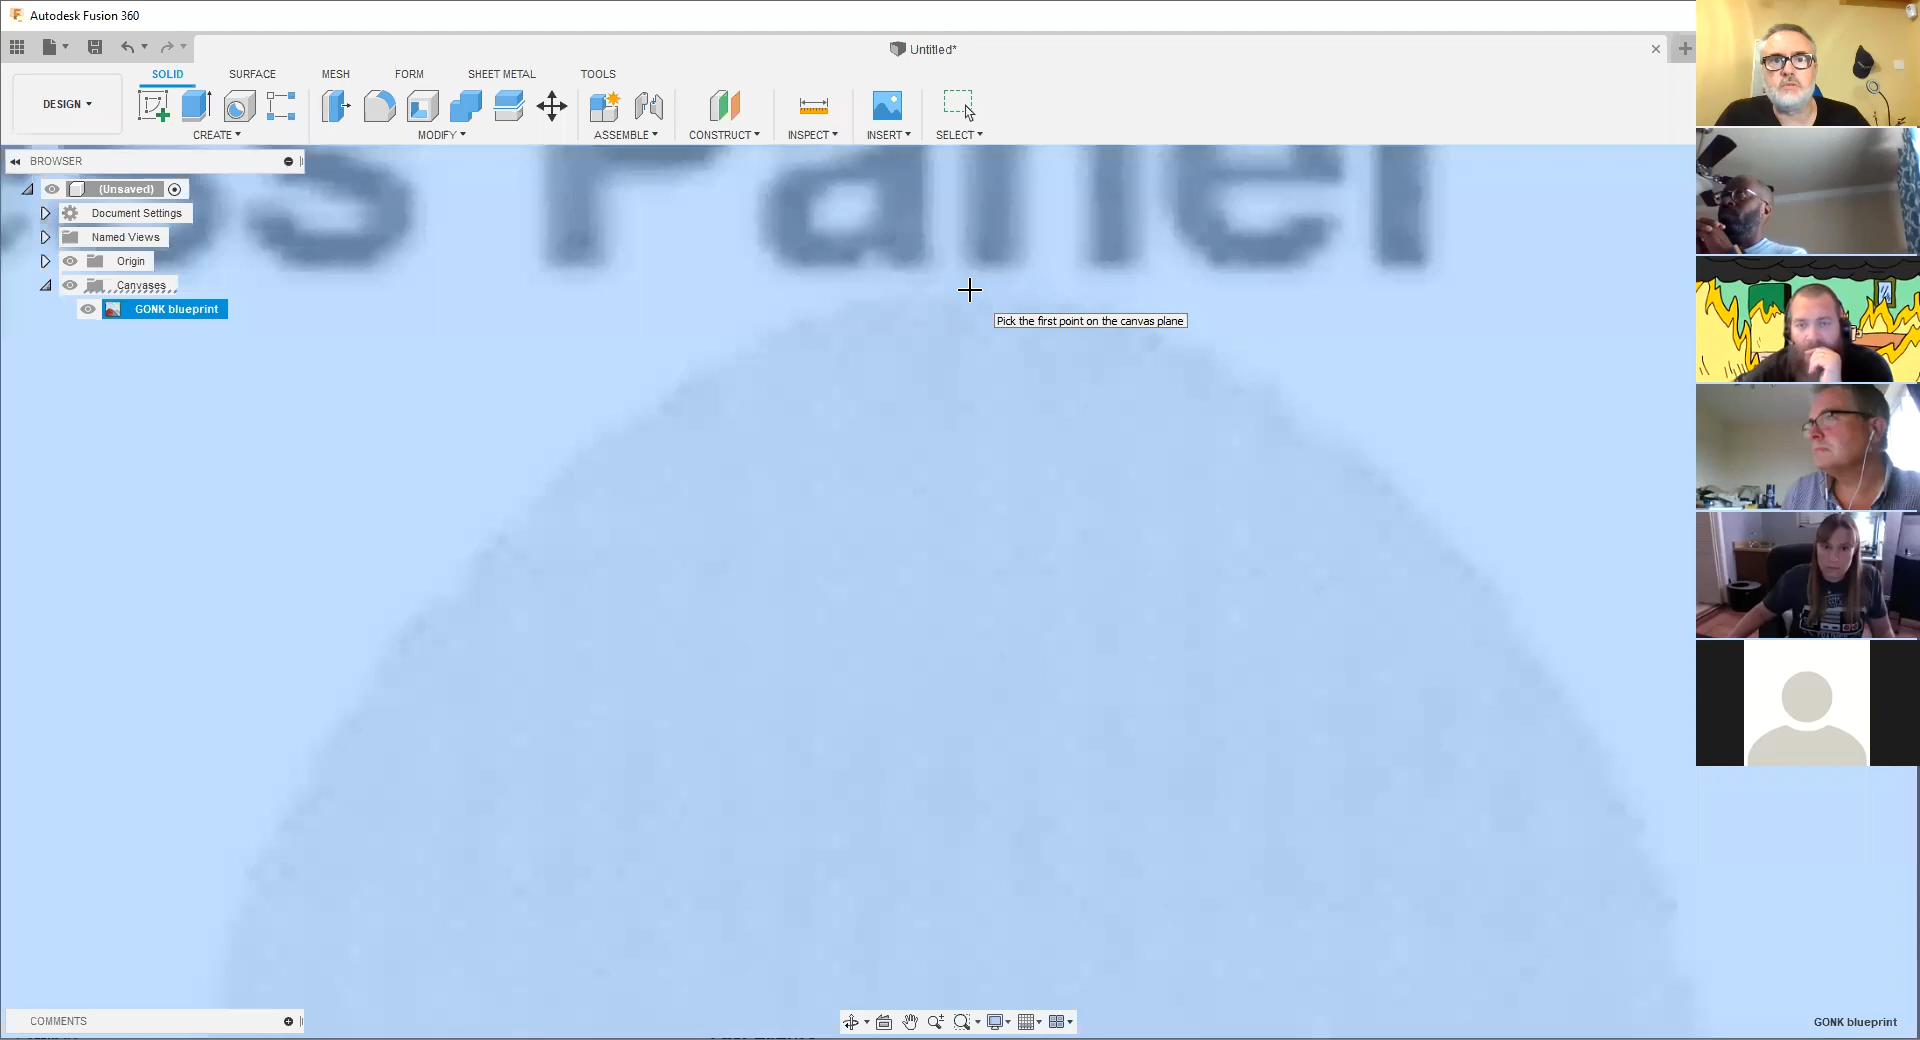 Autodesk Fusion 360
Untitled*
SOLID SURFACE MESH FORM SHEET METAL TOOLS
DESIGN
CREATE MODIFY ASSEMBLE CONSTRUCT INSPECT INSERT SELECT
BROWSER
(Unsaved)
Document Settings
Named Views
Origin
Canvases
GONK blueprint
Panel
Pick the first point on the canvas plane
COMMENTS
GONK blueprint